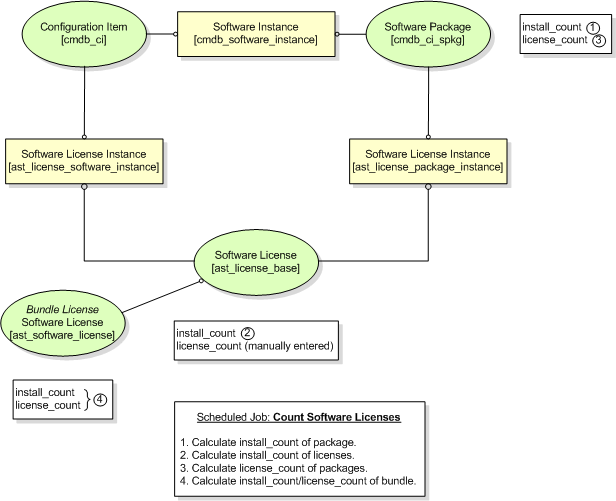 Configuration Item
[cmdb_ci]
Software Instance
[cmdb_software_instance]
Software Package
[cmdb_ci_spkg]
install_count 1
license_count 3
Software License Instance
[ast_license_software_instance]
Software License Instance
[ast_license_package_instance]
Software License
[ast_license_base]
Bundle License
Software License
[ast_software_license]
install_count 2
license_count (manually entered)
install_count
license_count } 4
Scheduled Job: Count Software Licenses
1. Calculate install_count of package.
2. Calculate install_count of licenses.
3. Calculate license_count of packages.
4. Calculate install_count/license_count of bundle.